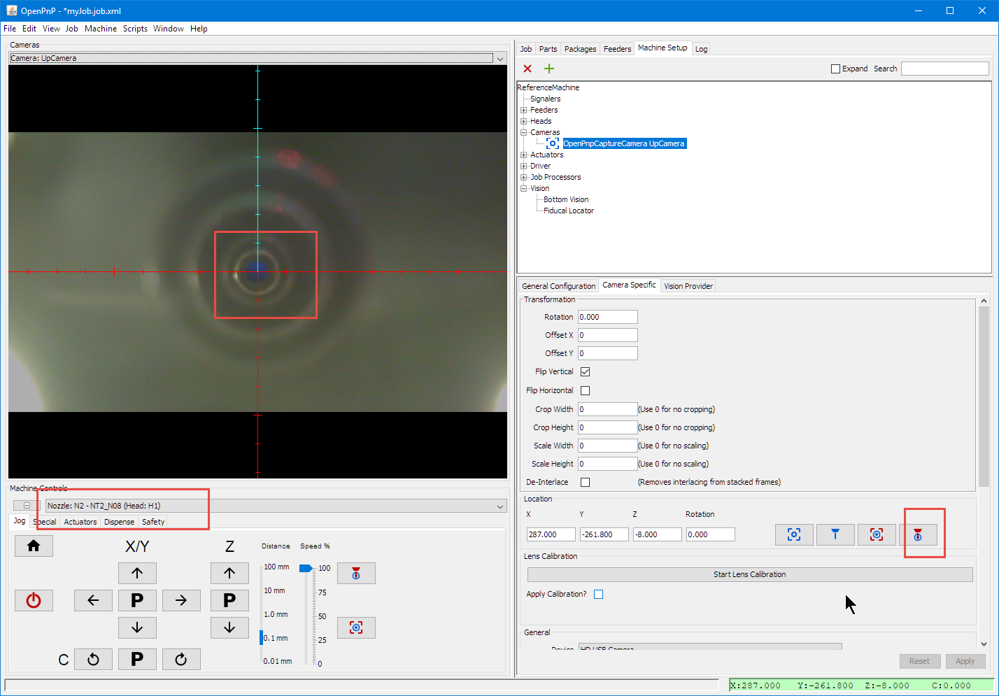 OpenPnP - *myJob.job.xml
File Edit View Job Machine Scripts Window Help
Cameras
Camera: UpCamera
Machine Controls
Nozzle: N2 - NT2_N08 (Head: H1)
Jog Special Actuators Dispense Safety
X/Y Z Distance Speed %
100 mm 100
10 mm 75
P P
1.0 mm 50
0.1 mm 25
0.01 mm 0
C P
Job Parts Packages Feeders Machine Setup Log
Expand Search
ReferenceMachine
Signalers
Feeders
Heads
Cameras
OpenPnpCaptureCamera UpCamera
Actuators
Driver
Job Processors
Vision
Bottom Vision
Fiducal Locator
General Configuration Camera Specific Vision Provider
Transformation
Rotation 0.000
Offset X 0
Offset Y 0
Flip Vertical
Flip Horizontal
Crop Width 0 (Use 0 for no cropping)
Crop Height 0 (Use 0 for no cropping)
Scale Width 0 (Use 0 for no scaling)
Scale Height 0 (Use 0 for no scaling)
De-Interlace (Removes interlacing from stacked frames)
Location
X Y Z Rotation
287.000 -261.800 -8.000 0.000
Lens Calibration
Start Lens Calibration
Apply Calibration?
General
Device HD USB Camera
Reset Apply
X:287.000 Y:-261.800 Z:-8.000 C:0.000